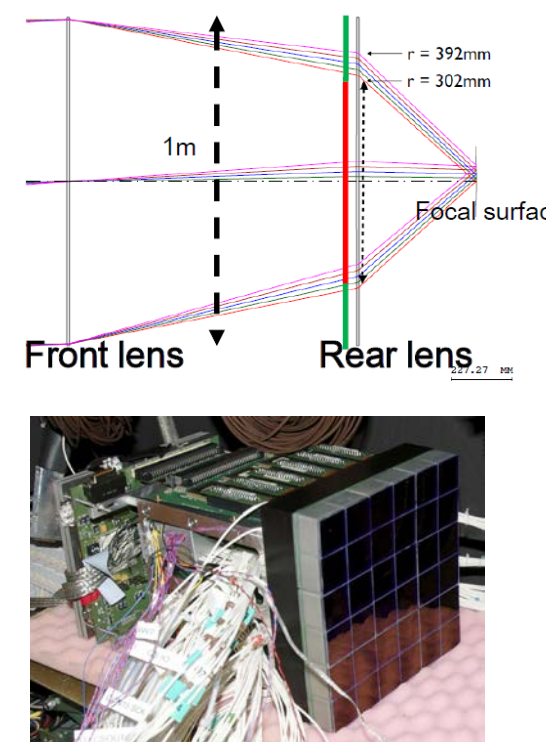 r = 392mm
r = 302mm
1m
Focal surfac
Front lens
Rear lens
227.27 MM